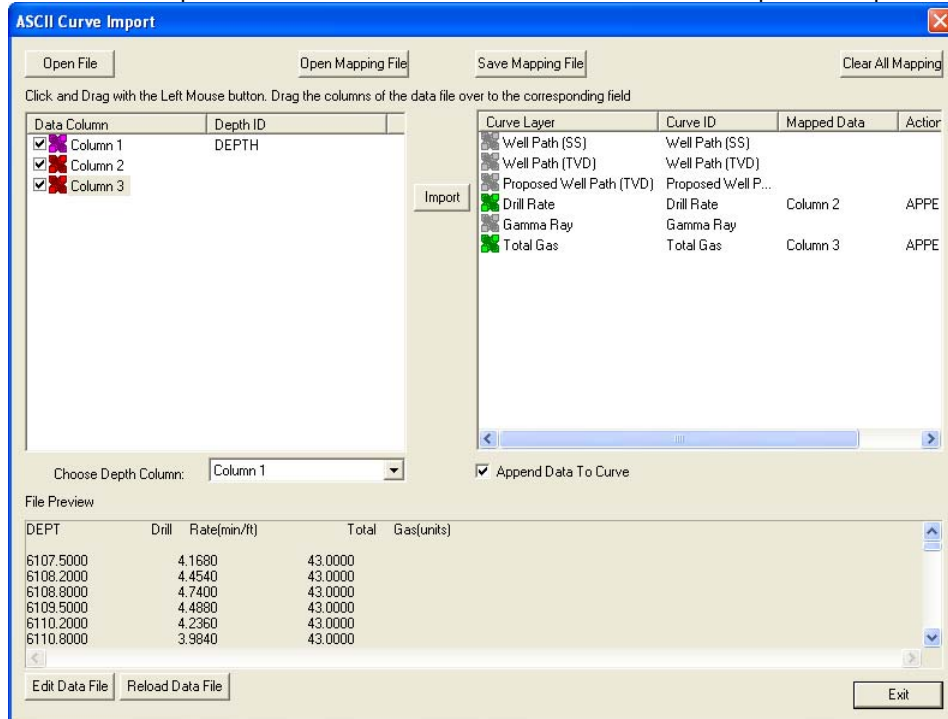 ASCII Curve Import
Open File Open Mapping File Save Mapping File Clear All Mapping
Click and Drag with the Left Mouse button. Drag the columns of the data file over to the corresponding field
Data Column Depth ID
Column 1 DEPTH
Column 2
Column 3
Import
Curve Layer Curve ID Mapped Data Action
Well Path (SS) Well Path (SS)
Well Path (TVD) Well Path (TVD)
Proposed Well Path (TVD) Proposed Well P...
Drill Rate Drill Rate Column 2 APPE
Gamma Ray Gamma Ray
Total Gas Total Gas Column 3 APPE
Choose Depth Column: Column 1
Append Data To Curve
File Preview
DEPT Drill Rate(min/ft) Total Gas(units)
6107.5000 4.1680 43.0000
6108.2000 4.4540 43.0000
6108.8000 4.7400 43.0000
6109.5000 4.4880 43.0000
6110.2000 4.2360 43.0000
6110.8000 3.9840 43.0000
Edit Data File Reload Data File Exit